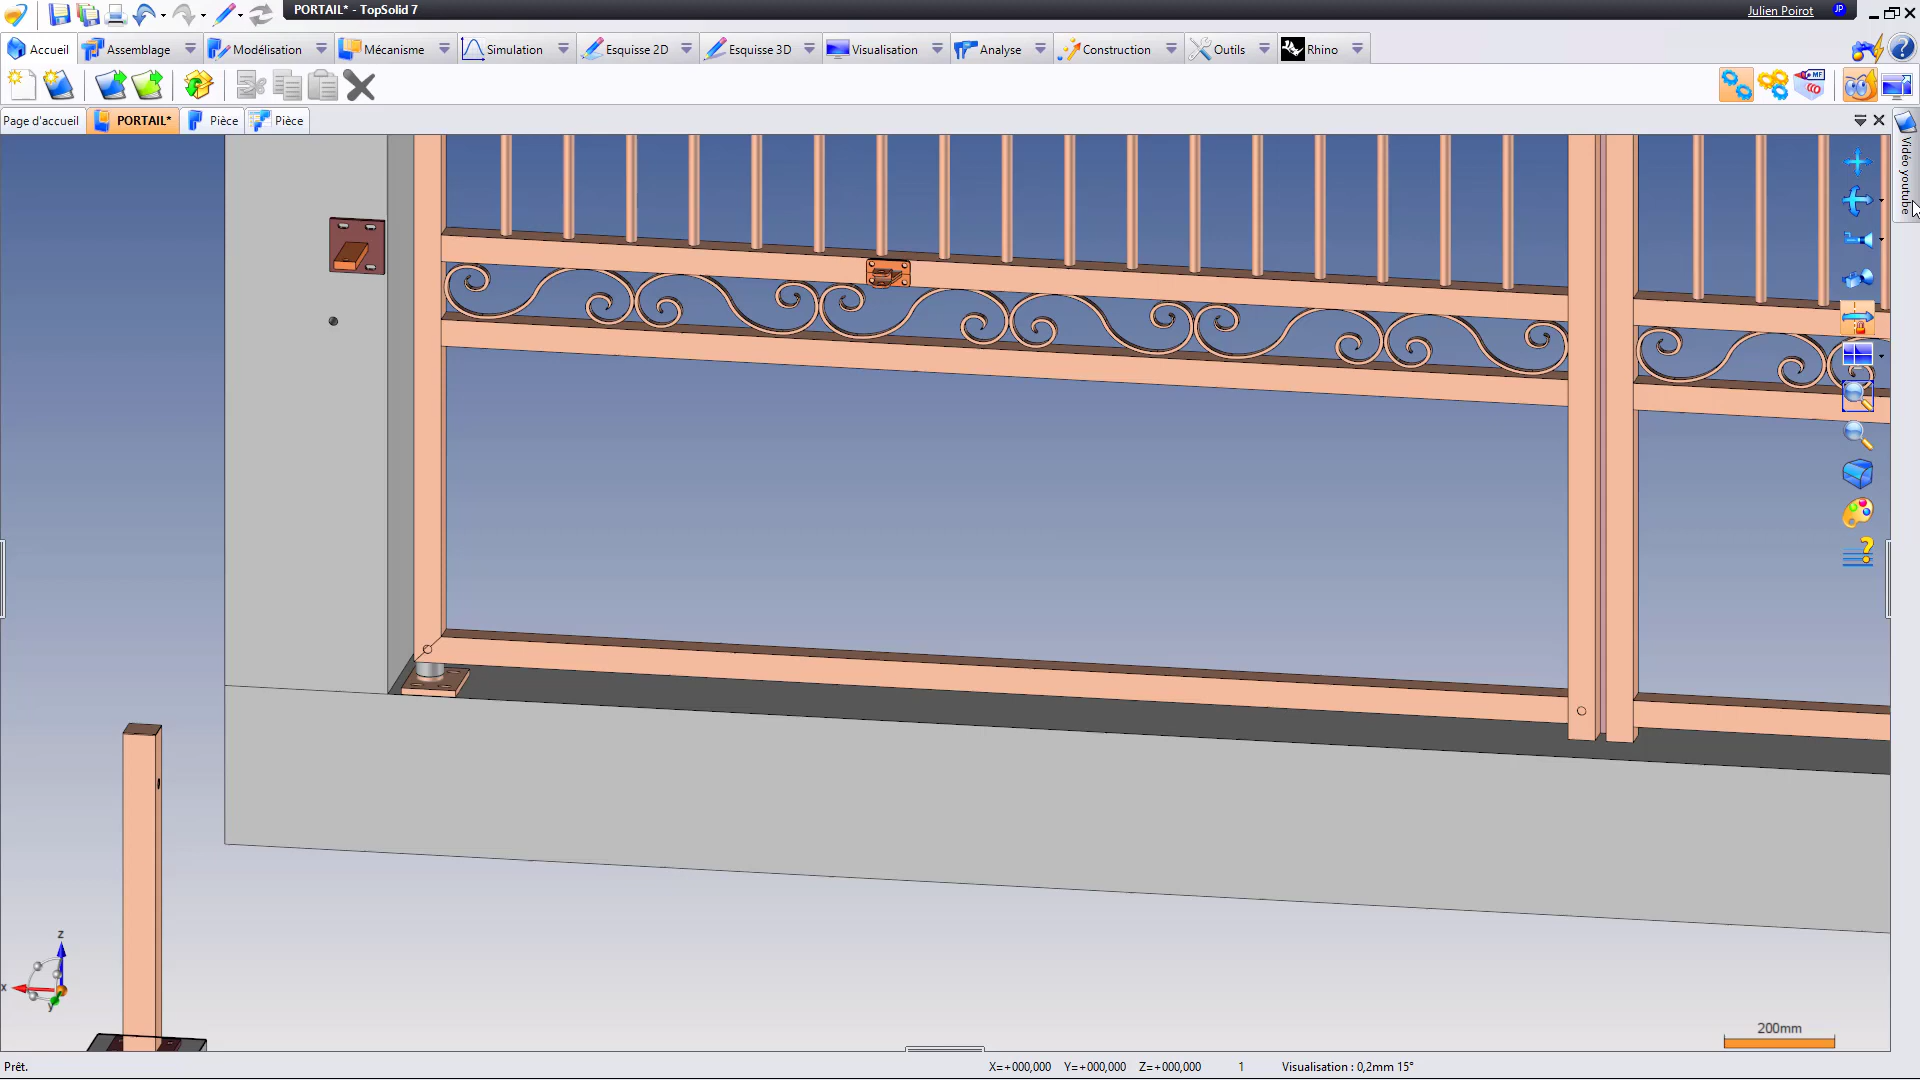 PORTAIL* - TopSolid 7
Julien Poirot
JP
Accueil
Assemblage
Modélisation
Mécanisme
Simulation
Esquisse 2D
Esquisse 3D
Visualisation
Analyse
Construction
Outils
Rhino
MF
Page d'accueil
PORTAIL*
Pièce
Pièce
Vidéo youtube
z
x
y
200mm
Prêt.
X=+000,000
Y=+000,000
Z=+000,000
1
Visualisation : 0,2mm 15°